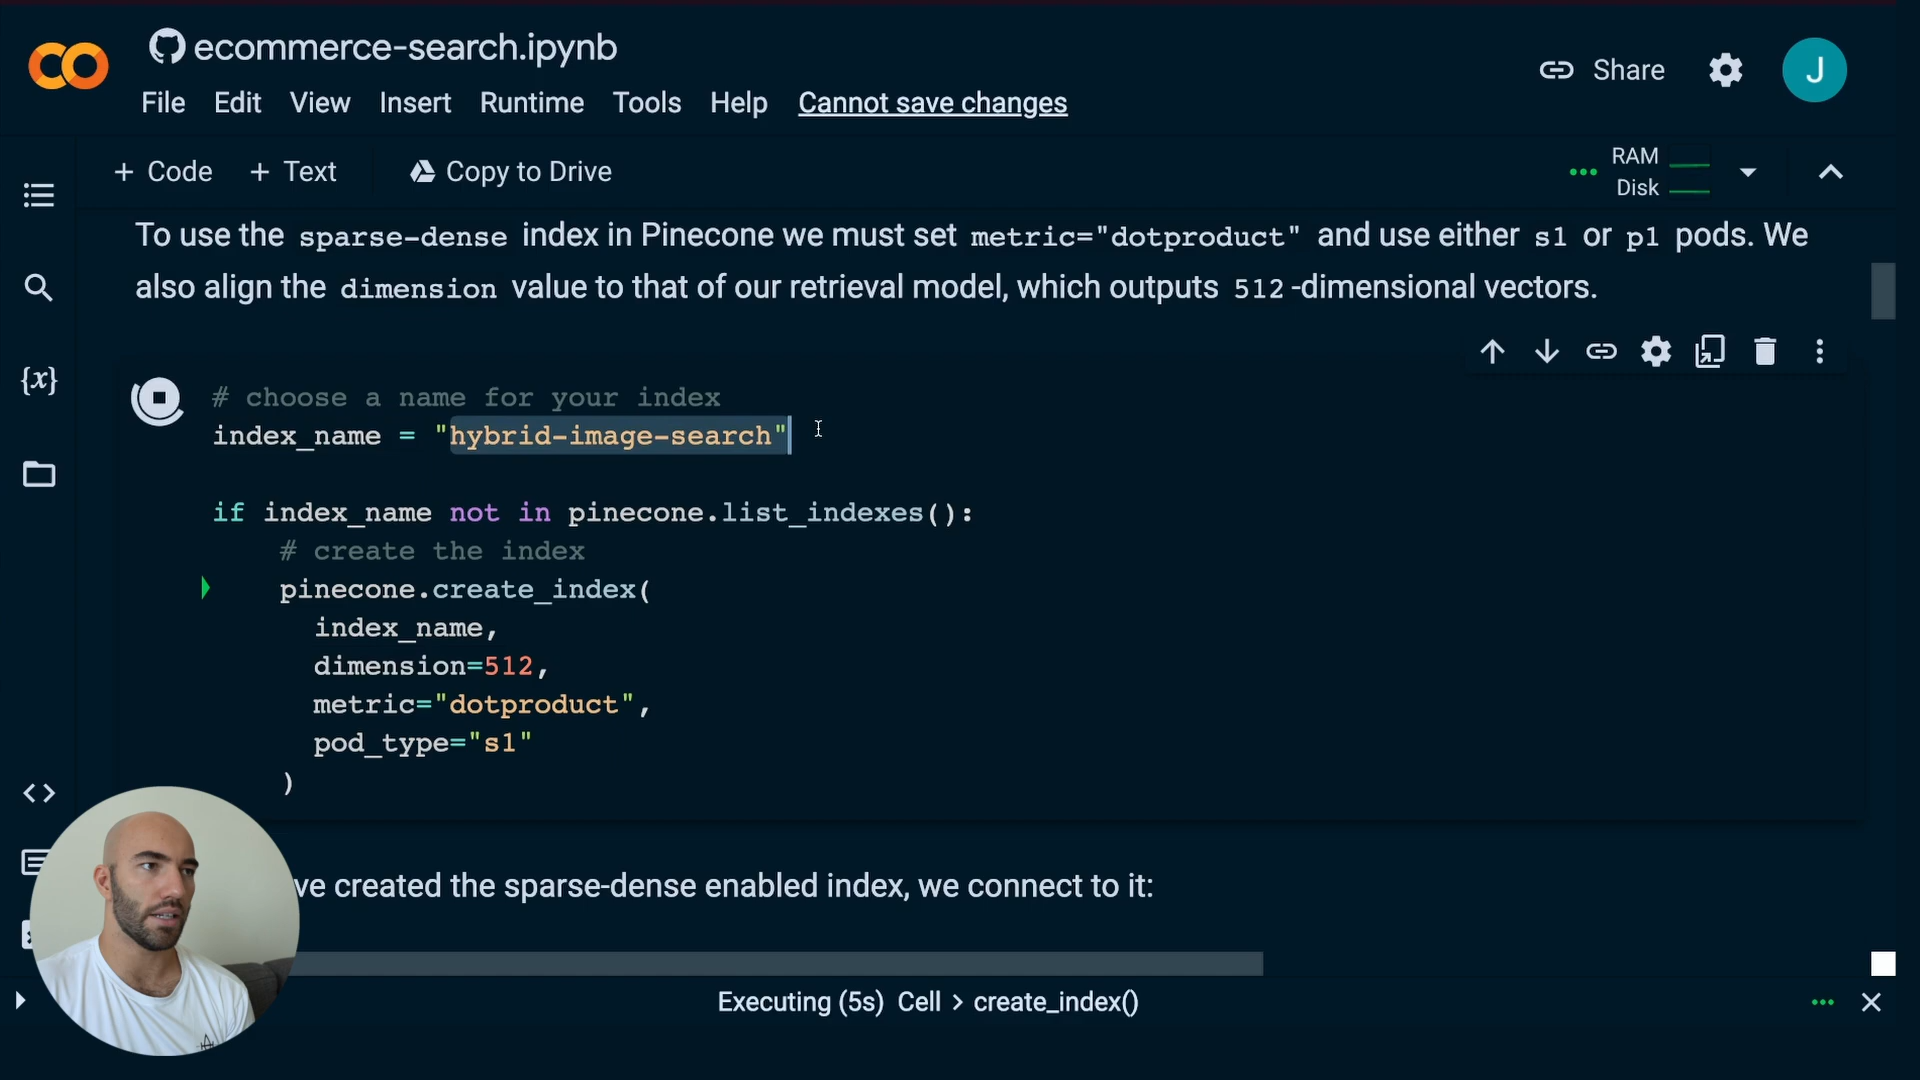 ecommerce-search.ipynb
File Edit View Insert Runtime Tools Help Cannot save changes
Share
J
+ Code + Text Copy to Drive
RAM
Disk
To use the sparse-dense index in Pinecone we must set metric="dotproduct" and use either s1 or p1 pods. We
also align the dimension value to that of our retrieval model, which outputs 512-dimensional vectors.
# choose a name for your index
index_name = "hybrid-image-search"
if index_name not in pinecone.list_indexes():
# create the index
pinecone.create_index(
index_name,
dimension=512,
metric="dotproduct",
pod_type="s1"
)
ve created the sparse-dense enabled index, we connect to it:
Executing (5s) Cell > create_index()